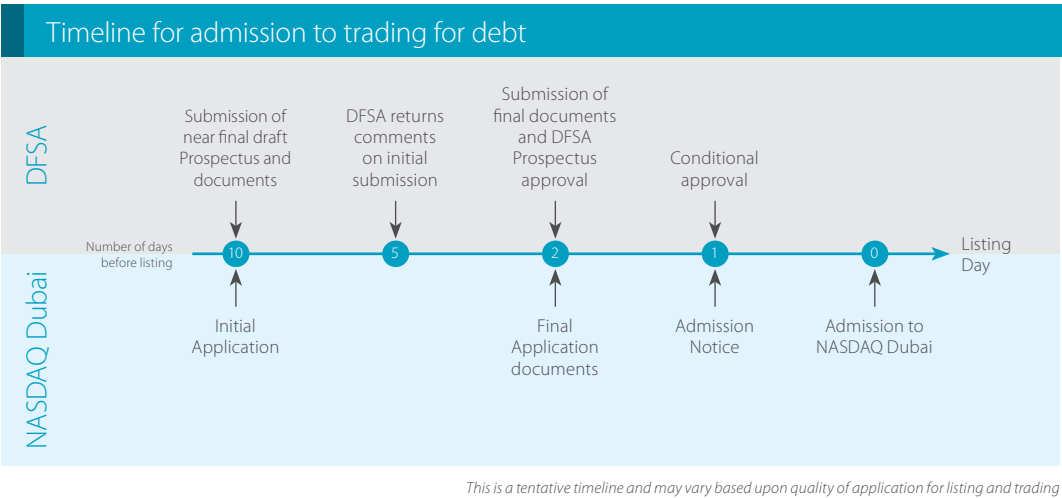 Timeline for admission to trading for debt
DFSA
Submission of
near final draft
Prospectus and
documents
DFSA returns
comments
on initial
submission
Submission of
final documents
and DFSA
Prospectus
approval
Conditional
approval
Number of days
before listing
10
5
2
1
0
Listing
Day
NASDAQ Dubai
Initial
Application
Final
Application
documents
Admission
Notice
Admission to
NASDAQ Dubai
This is a tentative timeline and may vary based upon quality of application for listing and trading